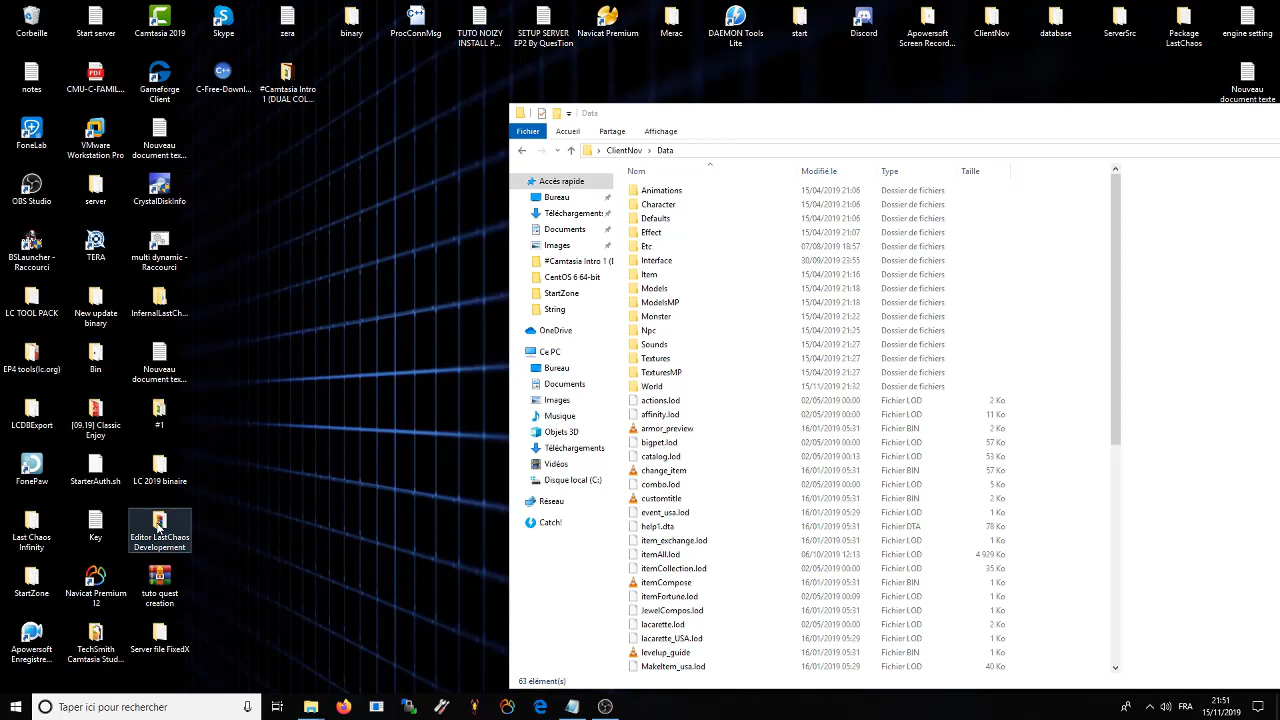 Corbeille
Start server
Camtasia 2019
Skype
zera
binary
ProcConnMsg
TUTO NOIZY
INSTALL P...
SETUP SERVER
EP2 By QuesTion
Navicat Premium
Merac
DAEMON Tools
Lite
start
Discord
Apowersoft
Screen Record...
ClientNov
database
ServerSrc
Package
LastChaos
engine setting
notes
CMU-C-FAMIL...
Gameforge
Client
C-Free-Downl...
#Camtasia Intro
1 (DUAL COL...
Nouveau
document texte
FoneLab
VMware
Workstation Pro
Nouveau
document tex...
OBS Studio
server
CrystalDiskInfo
BSLauncher -
Raccourci
TERA
multi dynamic -
Raccourci
LC TOOL PACK
New update
binary
InfernalLastCh...
EP4 tools(lc.org)
Bin
Nouveau
document tex...
LCDBExport
[09.19] Classic
Enjoy
#1
FonePaw
StarterAuth.sh
LC 2019 binaire
Last Chaos
Infinity
Key
Editor LastChaos
Developement
StartZone
Navicat Premium
12
tuto quest
creation
Apowersoft
Enregistre...
TechSmith
Camtasia Stud...
Server file FixedX
Data
Fichier
Accueil
Partage
Affichage
ClientNov > Data
Nom
Modifié le
Type
Taille
Accès rapide
Bureau
Téléchargements
Documents
Images
#Camtasia Intro 1 (I
CentOS 6 64-bit
StartZone
String
OneDrive
Ce PC
Bureau
Documents
Images
Musique
Objets 3D
Téléchargements
Vidéos
Disque local (C:)
Réseau
Catch!
Animations 15/04/2019 21:06 Dossier de fichiers
Character 15/04/2019 21:06 Dossier de fichiers
Defaults 15/04/2019 21:06 Dossier de fichiers
Effect 15/04/2019 21:07 Dossier de fichiers
Etc 07/08/2019 18:57 Dossier de fichiers
Interface 30/09/2019 23:55 Dossier de fichiers
Item 15/04/2019 21:16 Dossier de fichiers
Models 15/04/2019 21:18 Dossier de fichiers
ModelsMP 15/04/2019 21:18 Dossier de fichiers
Monster 15/04/2019 21:22 Dossier de fichiers
Npc 15/04/2019 21:25 Dossier de fichiers
Sounds 15/04/2019 21:27 Dossier de fichiers
Textures 15/04/2019 21:27 Dossier de fichiers
TexturesMP 15/04/2019 21:27 Dossier de fichiers
World 15/11/2019 21:32 Dossier de fichiers
actions.lod 02/05/2019 00:00 Fichier LOD 2 Ko
affinity.lod 02/05/2019 00:00 Fichier LOD 11 Ko
armor_preview 16/01/2019 05:31 Fichier BIN 2 Ko
bigpet.lod 02/05/2019 00:00 Fichier LOD 57 Ko
catalog.lod 02/05/2019 00:13 Fichier LOD 53 Ko
change_item 16/01/2019 05:31 Fichier BIN 57 Ko
combo.lod 02/05/2019 00:00 Fichier LOD 5 Ko
customtitle 16/01/2019 05:31 Fichier BIN 2 Ko
event_usa.lod 02/05/2019 00:00 Fichier LOD 1 Ko
help1.dta 16/01/2019 05:31 Fichier DTA 78 Ko
item_exchange.lod 16/01/2019 05:31 Fichier LOD 1 Ko
itemAll.lod 06/10/2019 12:13 Fichier LOD 4 929 Ko
itemCollection.lod 02/05/2019 00:00 Fichier LOD 35 Ko
itemCompose 16/01/2019 05:31 Fichier BIN 1 Ko
itemFortune.lod 02/05/2019 00:09 Fichier LOD 1 Ko
JewelCompos.lod 16/01/2019 05:31 Fichier LOD 1 Ko
lacarette.lod 02/05/2019 00:00 Fichier LOD 2 Ko
lacarette_USA.lod 16/01/2019 05:29 Fichier LOD 1 Ko
levelup_guide 16/01/2019 05:31 Fichier BIN 1 Ko
MakeItem_usa.lod 16/01/2019 05:29 Fichier LOD 40 Ko
63 élément(s)
Taper ici pour rechercher
FRA
21:51
15/11/2019